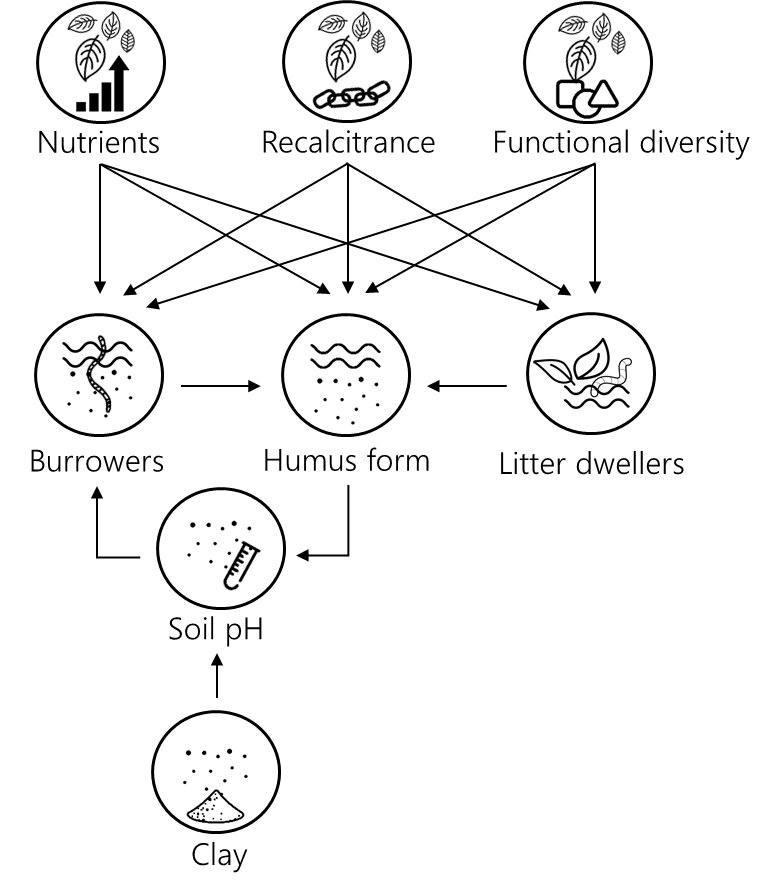 Nutrients
Recalcitrance
Functional diversity
Burrowers
Humus form
Litter dwellers
Soil pH
Clay